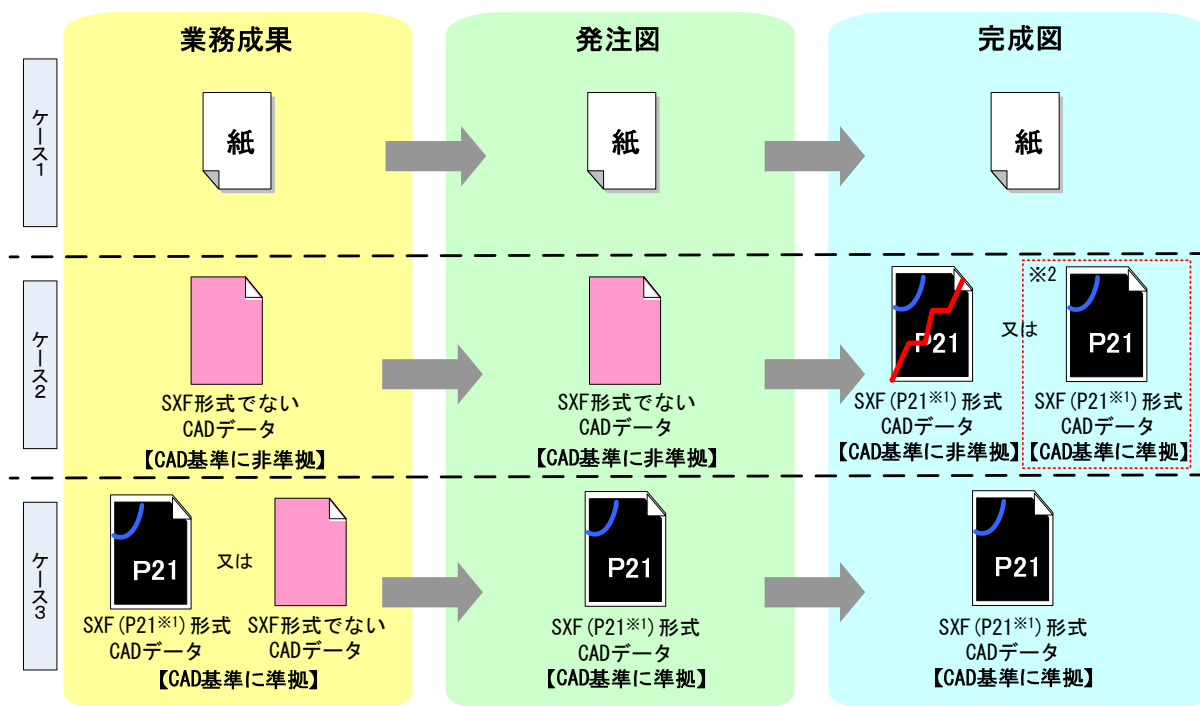 業務成果
発注図
完成図
ケース1
紙
紙
紙
ケース2
SXF形式でない
CADデータ
【CAD基準に非準拠】
SXF形式でない
CADデータ
【CAD基準に非準拠】
P21
SXF(P21※1)形式
CADデータ
【CAD基準に非準拠】
又は
※2
P21
SXF(P21※1)形式
CADデータ
【CAD基準に準拠】
ケース3
P21
SXF(P21※1)形式
CADデータ
又は
SXF形式でない
CADデータ
【CAD基準に準拠】
P21
SXF(P21※1)形式
CADデータ
【CAD基準に準拠】
P21
SXF(P21※1)形式
CADデータ
【CAD基準に準拠】